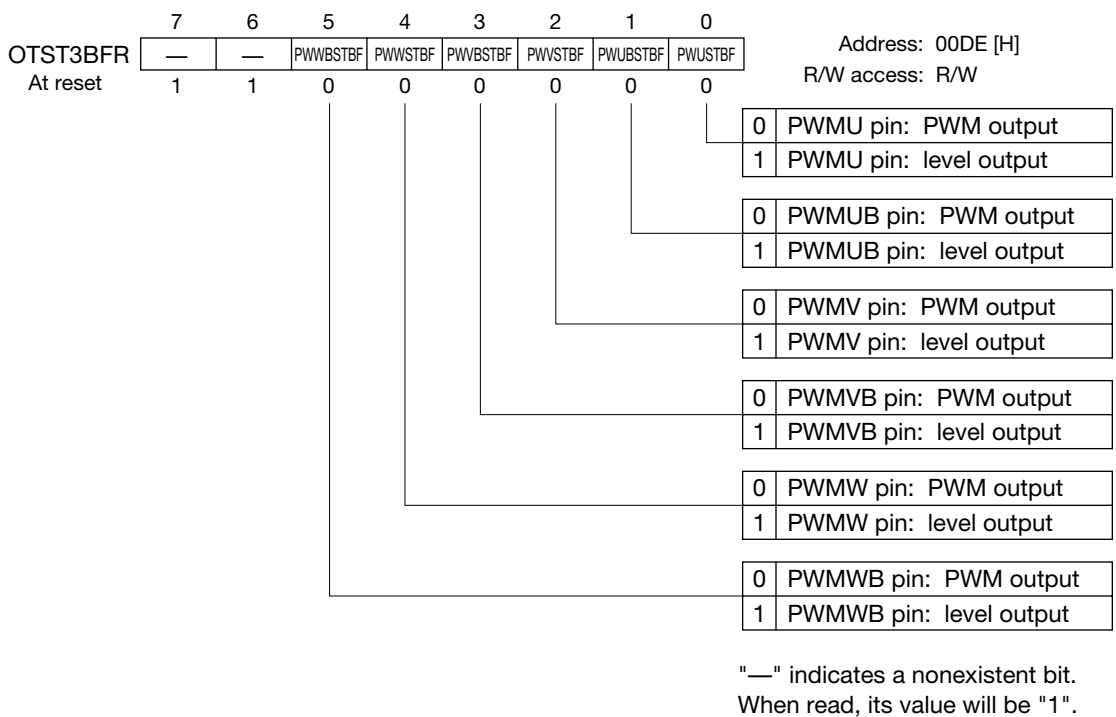 7 6 5 4 3 2 1 0
OTST3BFR — — PWWBSTBF PWWSTBF PWVBSTBF PWVSTBF PWUBSTBF PWUSTBF
At reset 1 1 0 0 0 0 0 0
Address: 00DE [H]
R/W access: R/W
0 PWMU pin: PWM output
1 PWMU pin: level output
0 PWMUB pin: PWM output
1 PWMUB pin: level output
0 PWMV pin: PWM output
1 PWMV pin: level output
0 PWMVB pin: PWM output
1 PWMVB pin: level output
0 PWMW pin: PWM output
1 PWMW pin: level output
0 PWMWB pin: PWM output
1 PWMWB pin: level output
"—" indicates a nonexistent bit.
When read, its value will be "1".